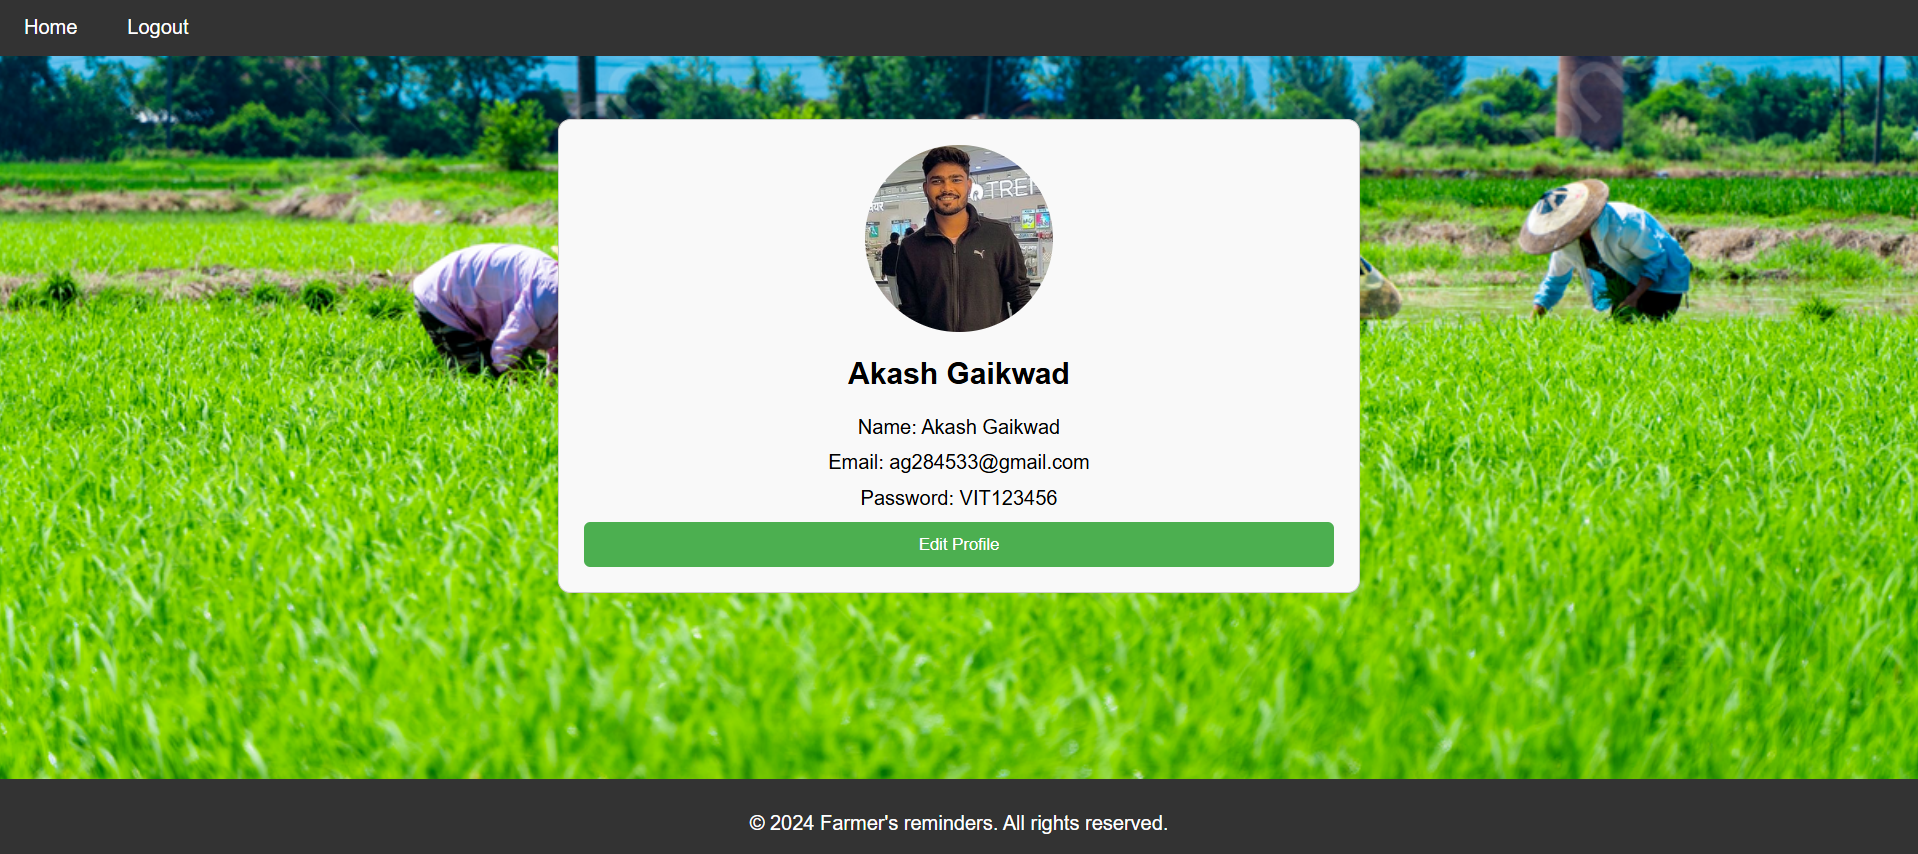 Home Logout
TREN
Akash Gaikwad
Name: Akash Gaikwad
Email: ag284533@gmail.com
Password: VIT123456
Edit Profile
© 2024 Farmer's reminders. All rights reserved.